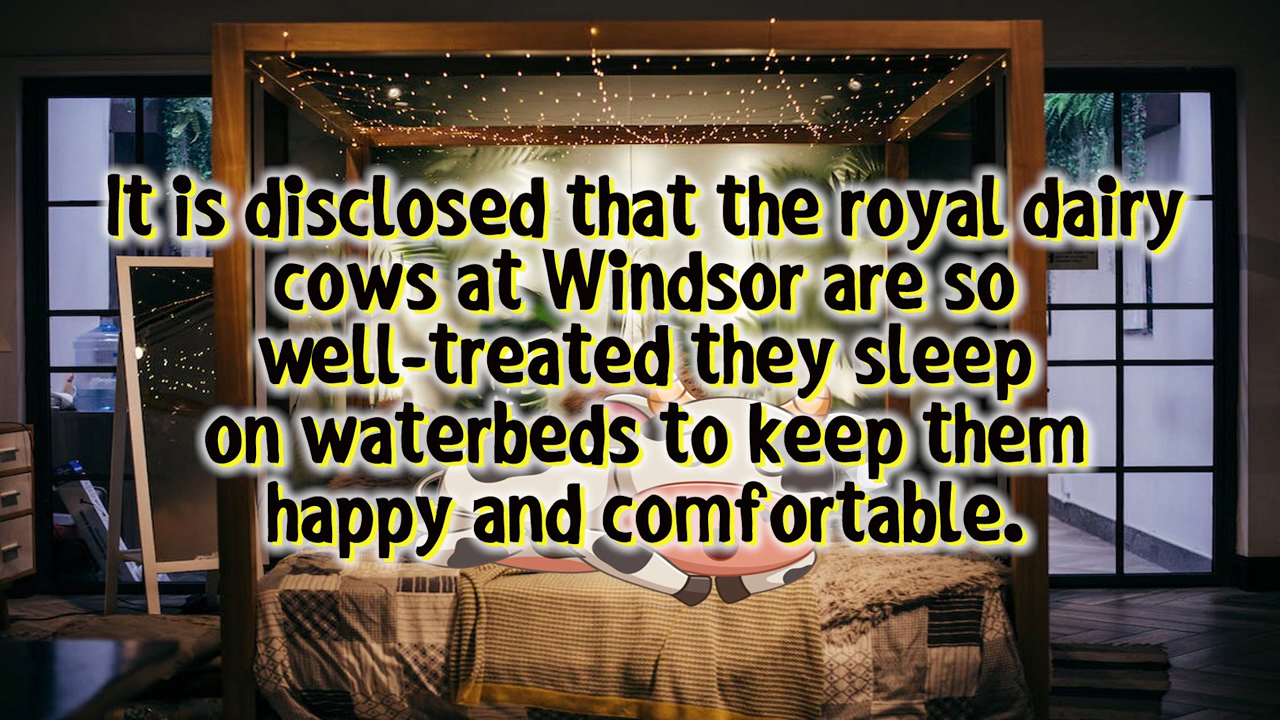 It is disclosed that the royal dairy
cows at Windsor are so
well-treated they sleep
on waterbeds to keep them
happy and comfortable.